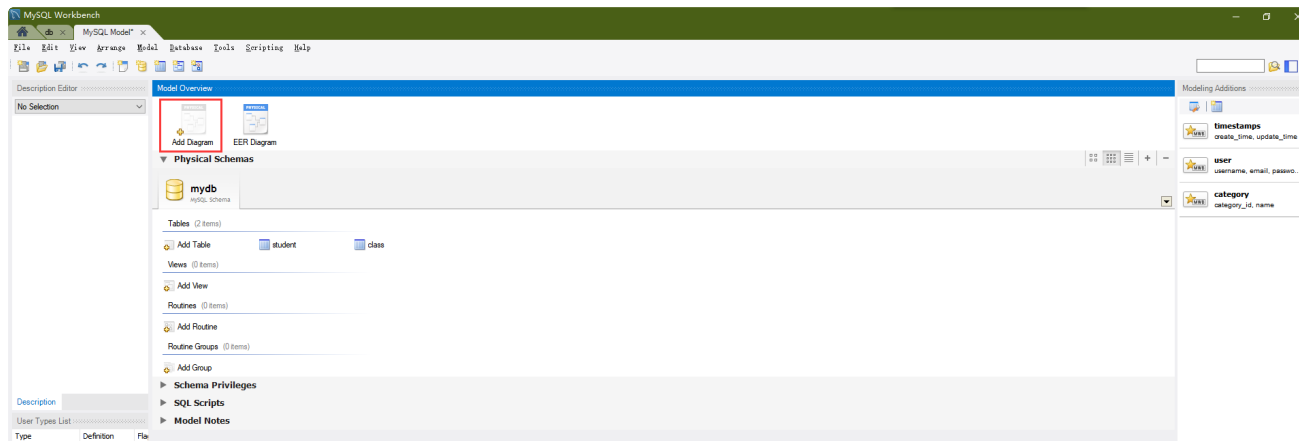 MySQL Workbench
db × MySQL Model* ×
File Edit View Arrange Model Database Tools Scripting Help
Description Editor
No Selection
Model Overview
PHYSICAL
Add Diagram
PHYSICAL
EER Diagram
Physical Schemas
mydb
MySQL Schema
Tables (2 items)
Add Table student class
Views (0 items)
Add View
Routines (0 items)
Add Routine
Routine Groups (0 items)
Add Group
Schema Privileges
SQL Scripts
Model Notes
Modeling Additions
timestamps
create_time, update_time
user
username, email, passwo..
category
category_id, name
Description
User Types List
Type Definition Fla